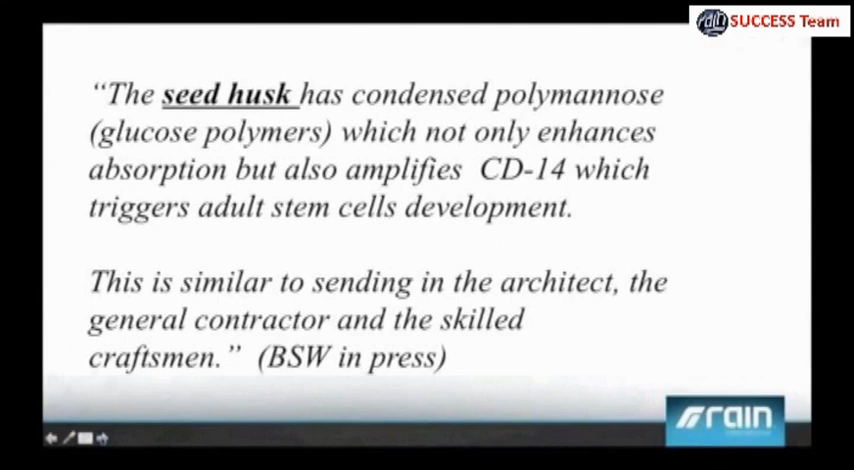 rain SUCCESS Team
“The seed husk has condensed polymannose
(glucose polymers) which not only enhances
absorption but also amplifies CD-14 which
triggers adult stem cells development.
This is similar to sending in the architect, the
general contractor and the skilled
craftsmen.” (BSW in press)
rain